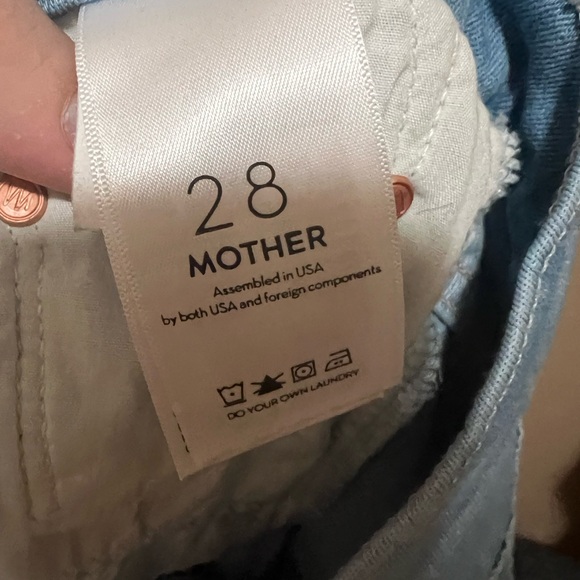 28
MOTHER
Assembled in USA
by both USA and foreign components
DO YOUR OWN LAUNDRY
M